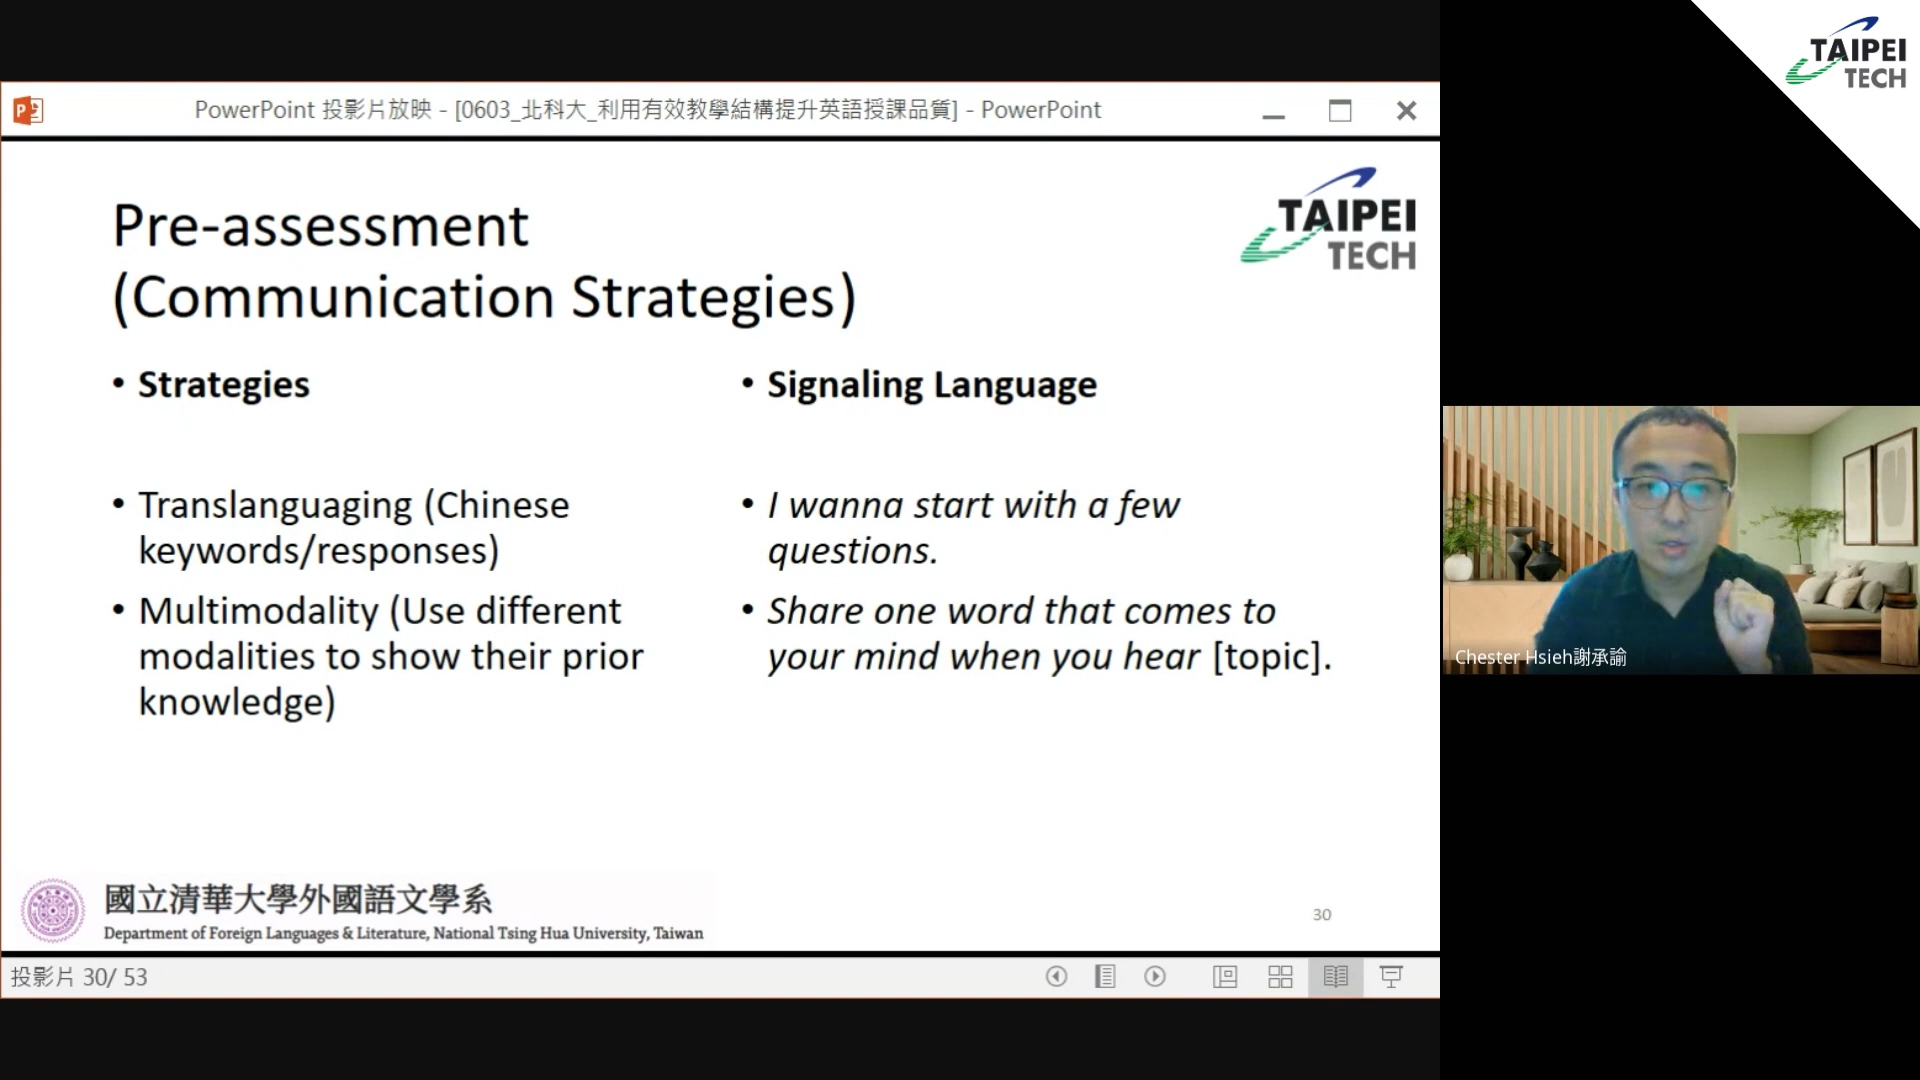 TAIPEI
TECH
PowerPoint 投影片放映 - [0603_北科大_利用有效教學結構提升英語授課品質] - PowerPoint
TAIPEI
TECH
Pre-assessment
(Communication Strategies)
• Strategies
• Translanguaging (Chinese
keywords/responses)
• Multimodality (Use different
modalities to show their prior
knowledge)
• Signaling Language
• I wanna start with a few
questions.
• Share one word that comes to
your mind when you hear [topic].
Chester Hsieh謝承諭
國立清華大學外國語文學系
Department of Foreign Languages & Literature, National Tsing Hua University, Taiwan
30
投影片 30/ 53